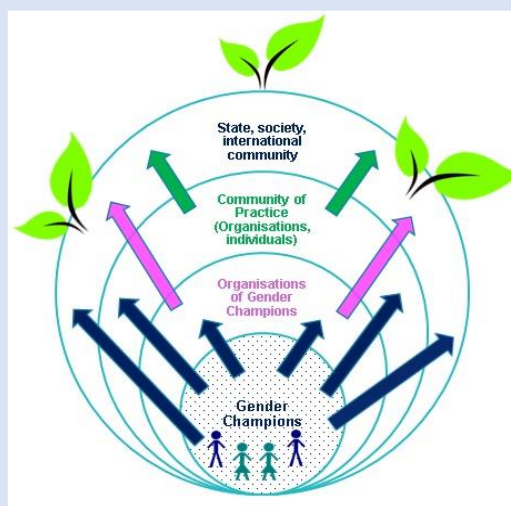 State, society,
international
community
Community of
Practice
(Organisations,
individuals)
Organisations
of Gender
Champions
Gender
Champions